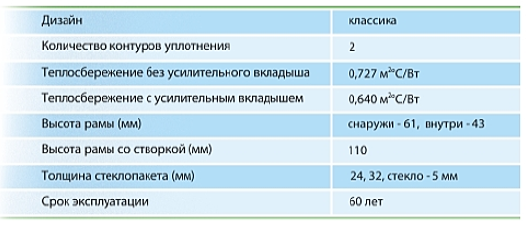 Дизайн классика
Количество контуров уплотнения 2
Теплосбережение без усилительного вкладыша 0,727 м²°С/Вт
Теплосбережение с усилительным вкладышем 0,640 м²°С/Вт
Высота рамы (мм) снаружи - 61, внутри - 43
Высота рамы со створкой (мм) 110
Толщина стеклопакета (мм) 24, 32, стекло - 5 мм
Срок эксплуатации 60 лет